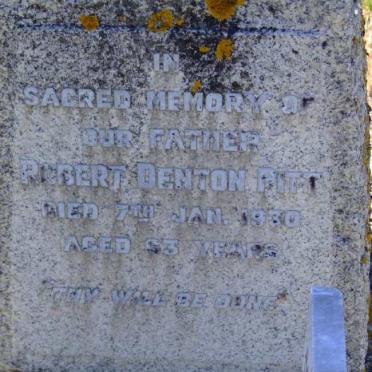 IN
SACRED MEMORY OF
OUR FATHER
ROBERT DENTON PITT
DIED 7TH JAN. 1930
AGED 63 YEARS
"THY WILL BE DONE"